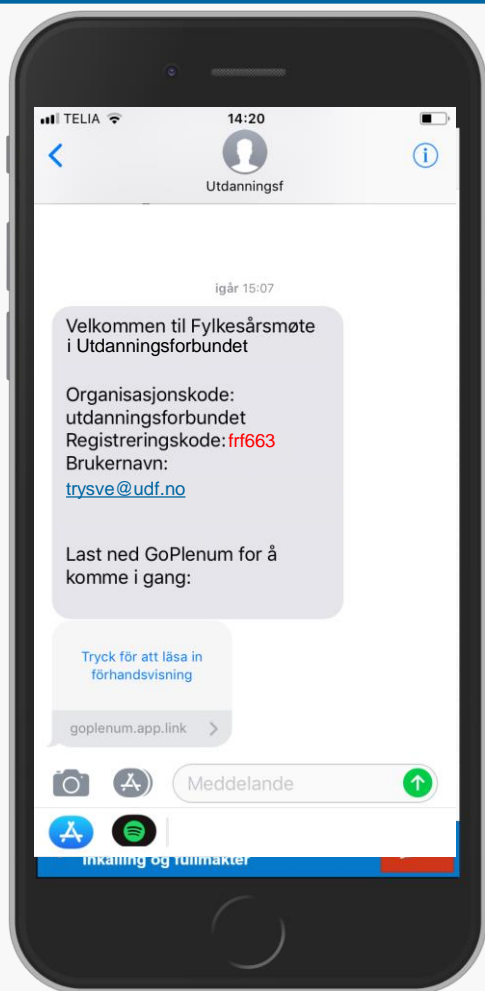 TELIA 14:20
Utdanningsf
igår 15:07
Velkommen til Fylkesårsmøte
i Utdanningsforbundet
Organisasjonskode:
utdanningsforbundet
Registreringskode: frf663
Brukernavn:
trysve@udf.no
Last ned GoPlenum for å
komme i gang:
Tryck för att läsa in
förhandsvisning
goplenum.app.link
Meddelande
Inkalling og fullmakter